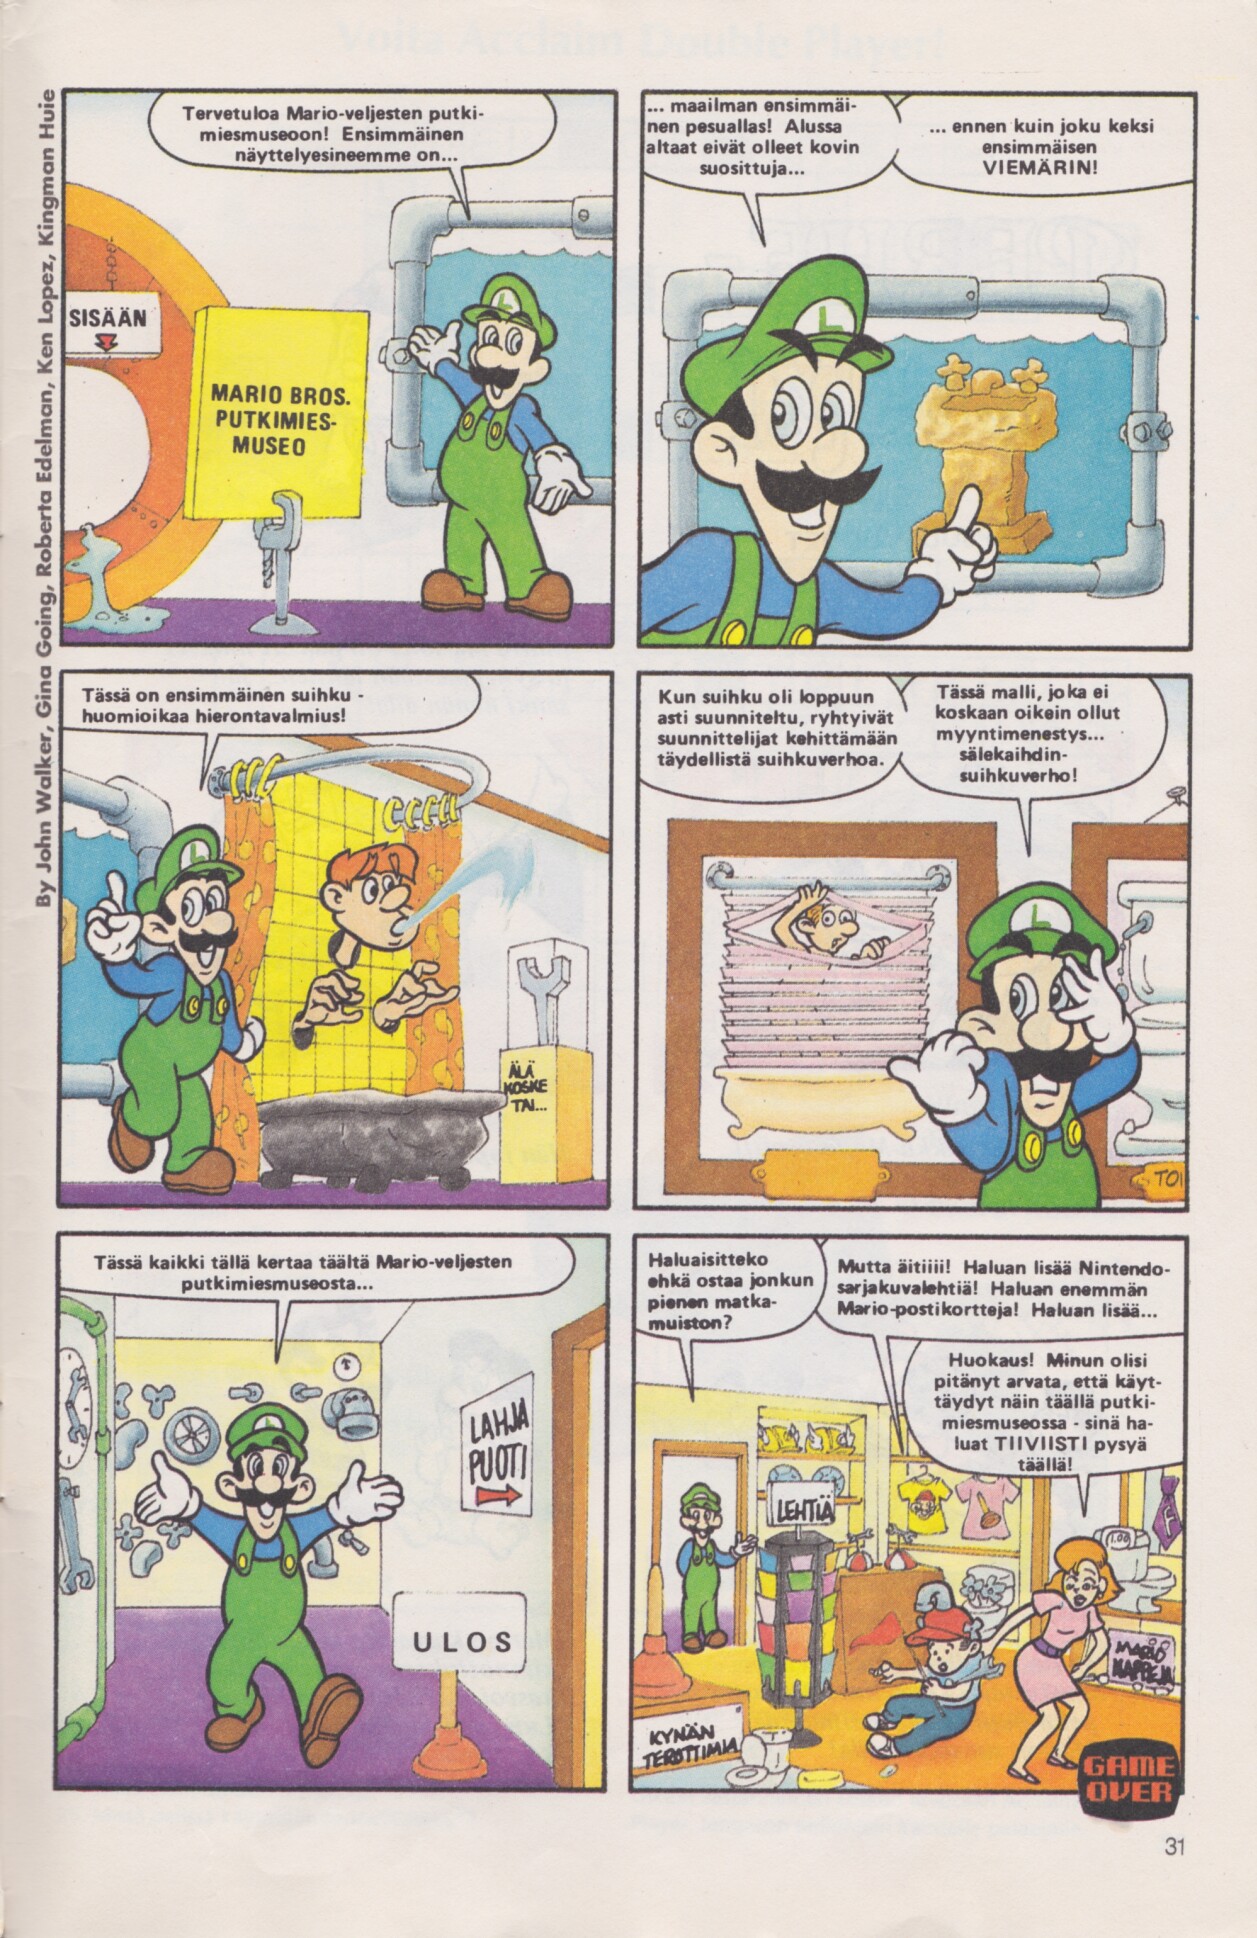 By John Walker, Gina Going, Roberta Edelman, Ken Lopez, Kingman Huie
Tervetuloa Mario-veljesten putki-
miesmuseoon! Ensimmäinen
näyttelyesineemme on...
SISÄÄN
MARIO BROS.
PUTKIMIES-
MUSEO
L
... maailman ensimmäi-
nen pesuallas! Alussa
altaat eivät olleet kovin
suosittuja...
... ennen kuin joku keksi
ensimmäisen
VIEMÄRIN!
L
Tässä on ensimmäinen suihku -
huomioikaa hierontavalmius!
L
ÄLÄ
KOSKE
TAI...
Kun suihku oli loppuun
asti suunniteltu, ryhtyivät
suunnittelijat kehittämään
täydellistä suihkuverhoa.
Tässä malli, joka ei
koskaan oikein ollut
myyntimenestys...
sälekaihdin-
suihkuverho!
L
TOI
Tässä kaikki tällä kertaa täältä Mario-veljesten
putkimiesmuseosta...
L
LAHJA
PUOTI
ULOS
Haluaisitteko
ehkä ostaa jonkun
pienen matka-
muiston?
Mutta äitiiii! Haluan lisää Nintendo-
sarjakuvalehtiä! Haluan enemmän
Mario-postikortteja! Haluan lisää...
Huokaus! Minun olisi
pitänyt arvata, että käyt-
täydyt näin täällä putki-
miesmuseossa - sinä ha-
luat TIIVIISTI pysyä
täällä!
LEHTIÄ
1.00
MARIO
NAPPEJA
KYNÄN
TEROTTIMIA
GAME
OVER
31